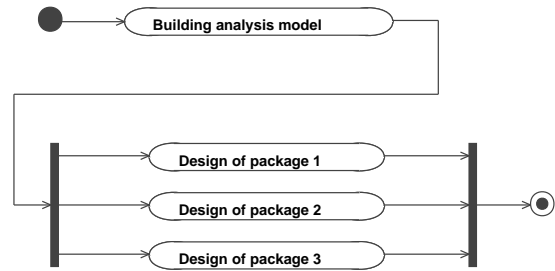 Building analysis model
Design of package 1
Design of package 2
Design of package 3